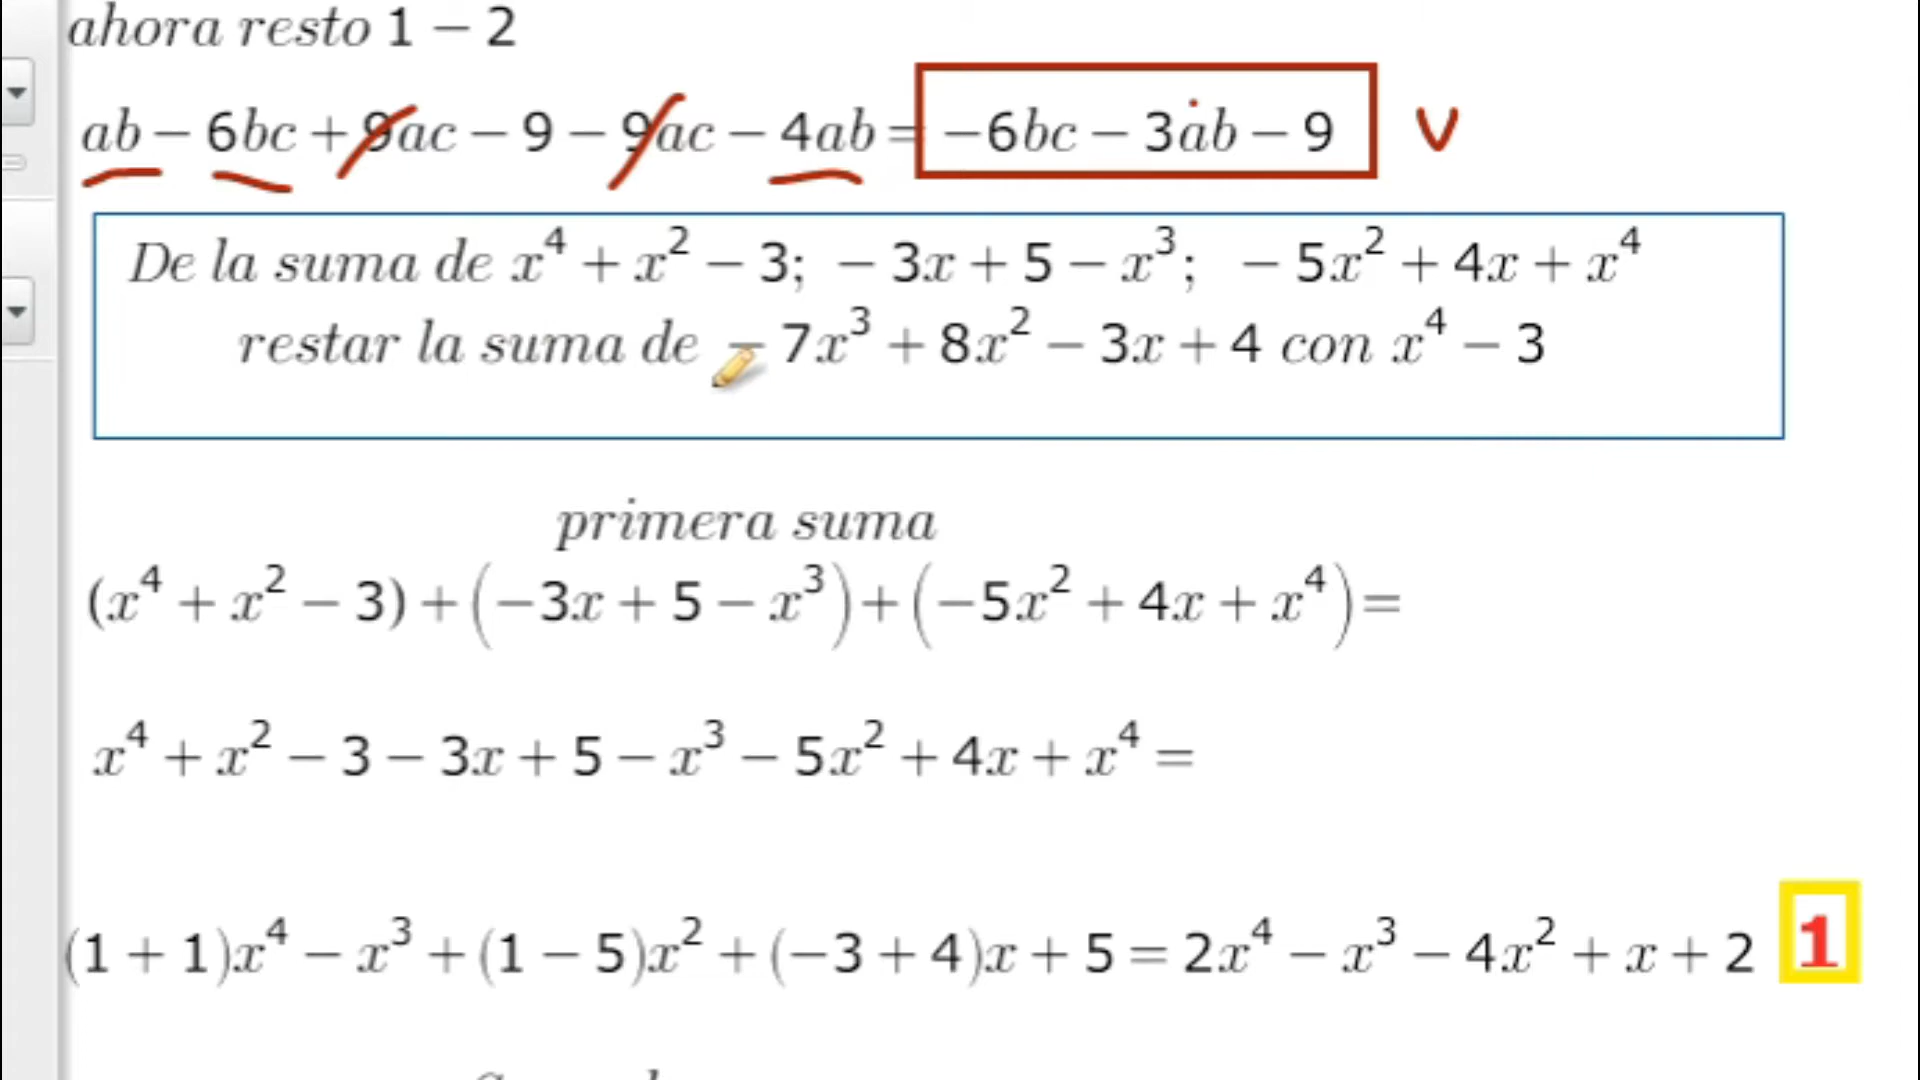 ahora resto 1 − 2
ab − 6bc + 9ac − 9 − 9ac − 4ab = −6bc − 3ab − 9 v
De la suma de x⁴ + x² − 3; − 3x + 5 − x³; − 5x² + 4x + x⁴
restar la suma de − 7x³ + 8x² − 3x + 4 con x⁴ − 3
primera suma
(x⁴ + x² − 3) + (−3x + 5 − x³) + (−5x² + 4x + x⁴) =
x⁴ + x² − 3 − 3x + 5 − x³ − 5x² + 4x + x⁴ =
(1 + 1)x⁴ − x³ + (1 − 5)x² + (−3 + 4)x + 5 = 2x⁴ − x³ − 4x² + x + 2 1